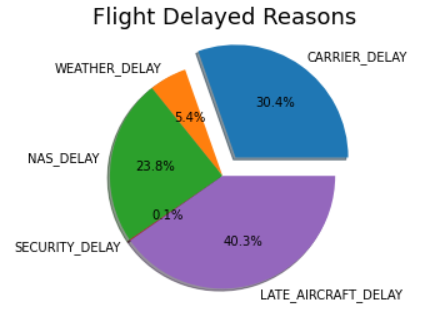 Flight Delayed Reasons
CARRIER_DELAY
WEATHER_DELAY
30.4%
5.4%
NAS_DELAY
23.8%
0.1%
SECURITY_DELAY
40.3%
LATE_AIRCRAFT_DELAY